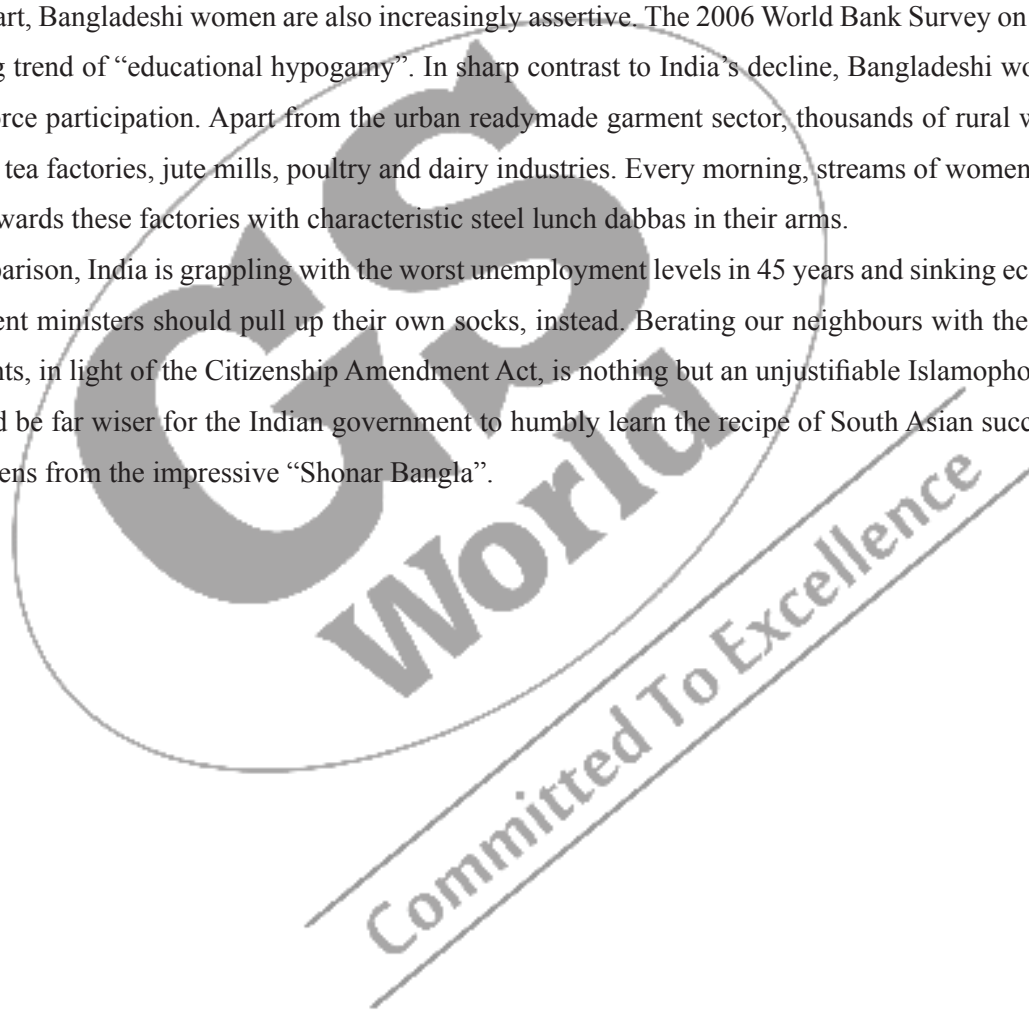 art, Bangladeshi women are also increasingly assertive. The 2006 World Bank Survey on
g trend of “educational hypogamy”. In sharp contrast to India’s decline, Bangladeshi wo
orce participation. Apart from the urban readymade garment sector, thousands of rural w
tea factories, jute mills, poultry and dairy industries. Every morning, streams of women
wards these factories with characteristic steel lunch dabbas in their arms.
parison, India is grappling with the worst unemployment levels in 45 years and sinking ec
ent ministers should pull up their own socks, instead. Berating our neighbours with the
nts, in light of the Citizenship Amendment Act, is nothing but an unjustifiable Islamopho
d be far wiser for the Indian government to humbly learn the recipe of South Asian succ
ens from the impressive “Shonar Bangla”.
GS
World
Committed To Excellence